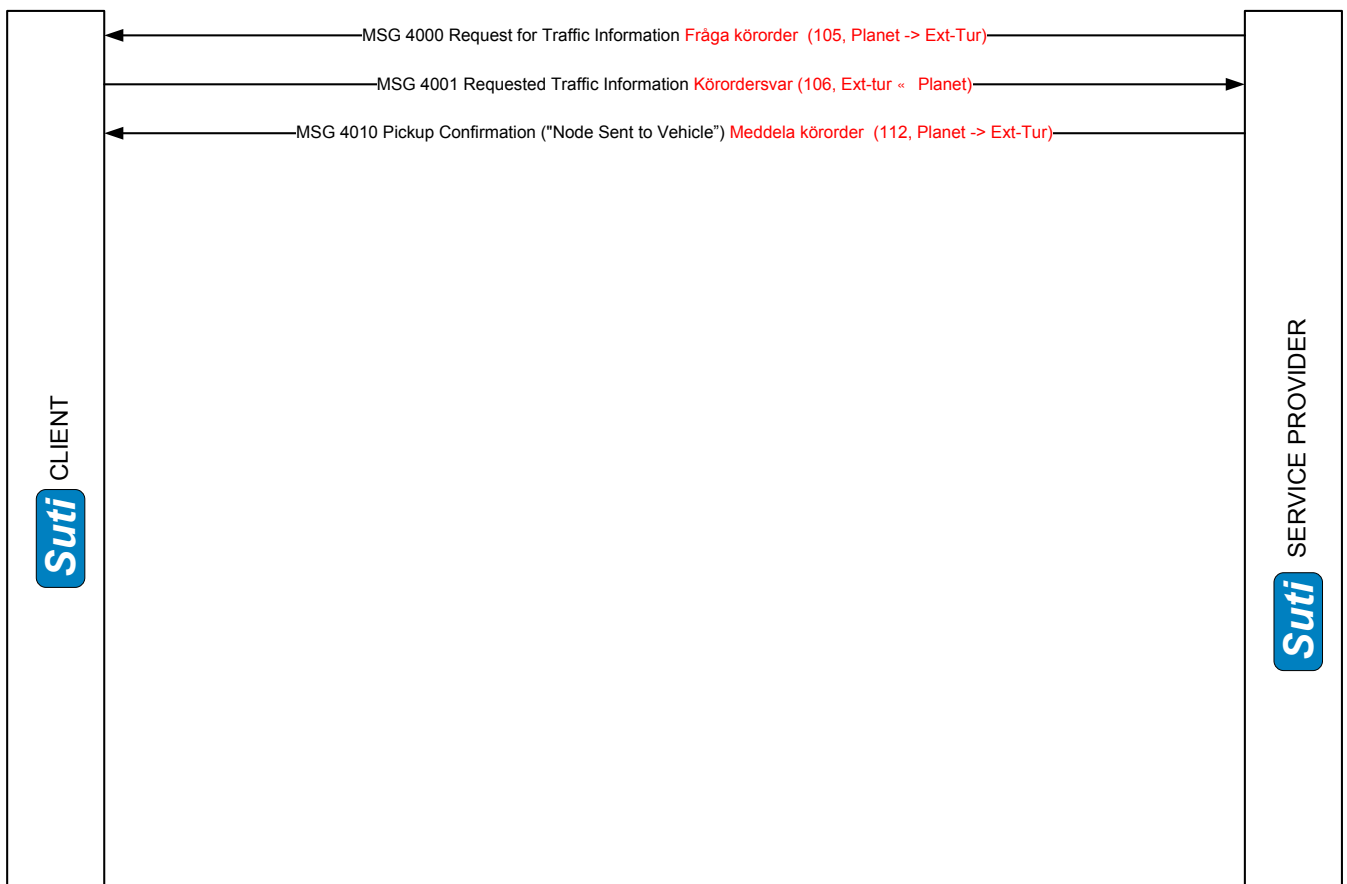 MSG 4000 Request for Traffic Information Fråga körorder (105, Planet -> Ext-Tur)
MSG 4001 Requested Traffic Information Körordersvar (106, Ext-tur « Planet)
MSG 4010 Pickup Confirmation ("Node Sent to Vehicle”) Meddela körorder (112, Planet -> Ext-Tur)
Suti CLIENT
Suti SERVICE PROVIDER